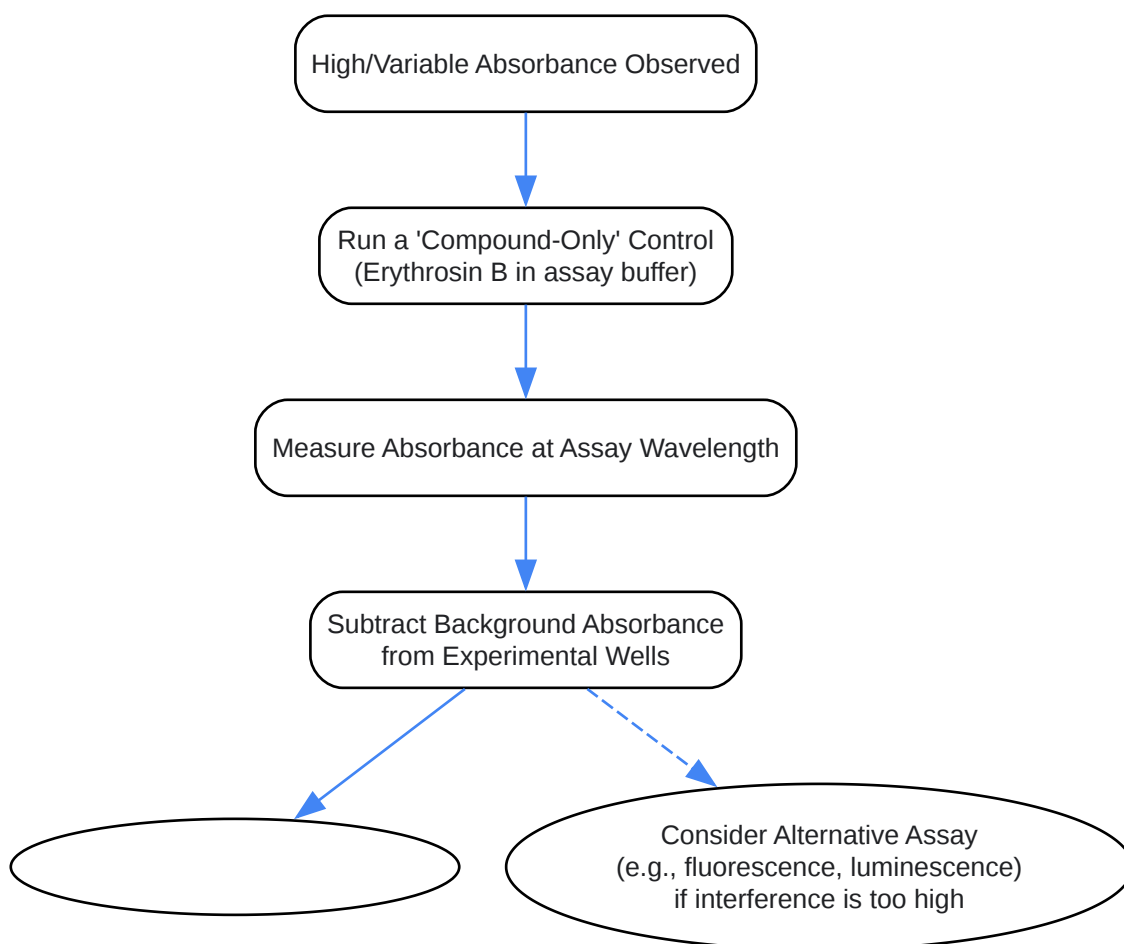 High/Variable Absorbance Observed
Run a 'Compound-Only' Control
(Erythrosin B in assay buffer)
Measure Absorbance at Assay Wavelength
Subtract Background Absorbance
from Experimental Wells
Consider Alternative Assay
(e.g., fluorescence, luminescence)
if interference is too high